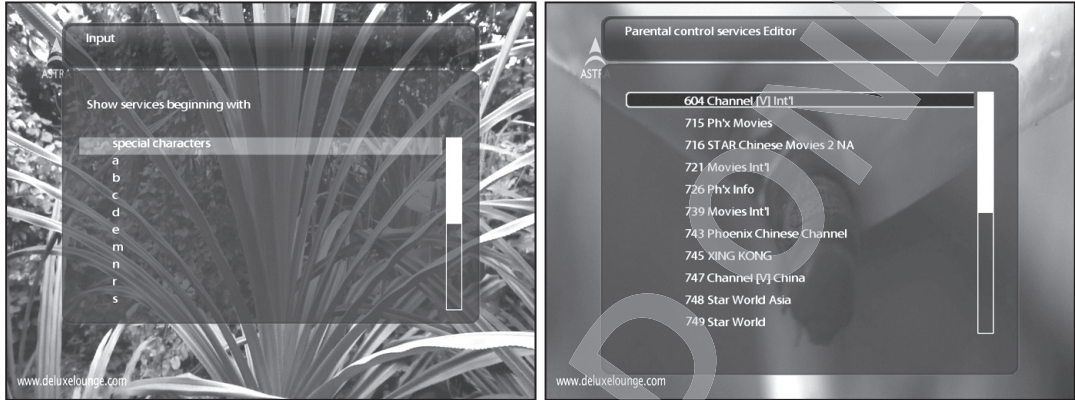 Input
ASTRA
Show services beginning with
special characters
a
b
c
d
e
m
n
r
s
www.deluxelounge.com
Parental control services Editor
ASTRA
604 Channel [V] Int'l
715 Ph'x Movies
716 STAR Chinese Movies 2 NA
721 Movies Int'l
726 Ph'x Info
739 Movies Int'l
743 Phoenix Chinese Channel
745 XING KONG
747 Channel [V] China
748 Star World Asia
749 Star World
www.deluxelounge.com